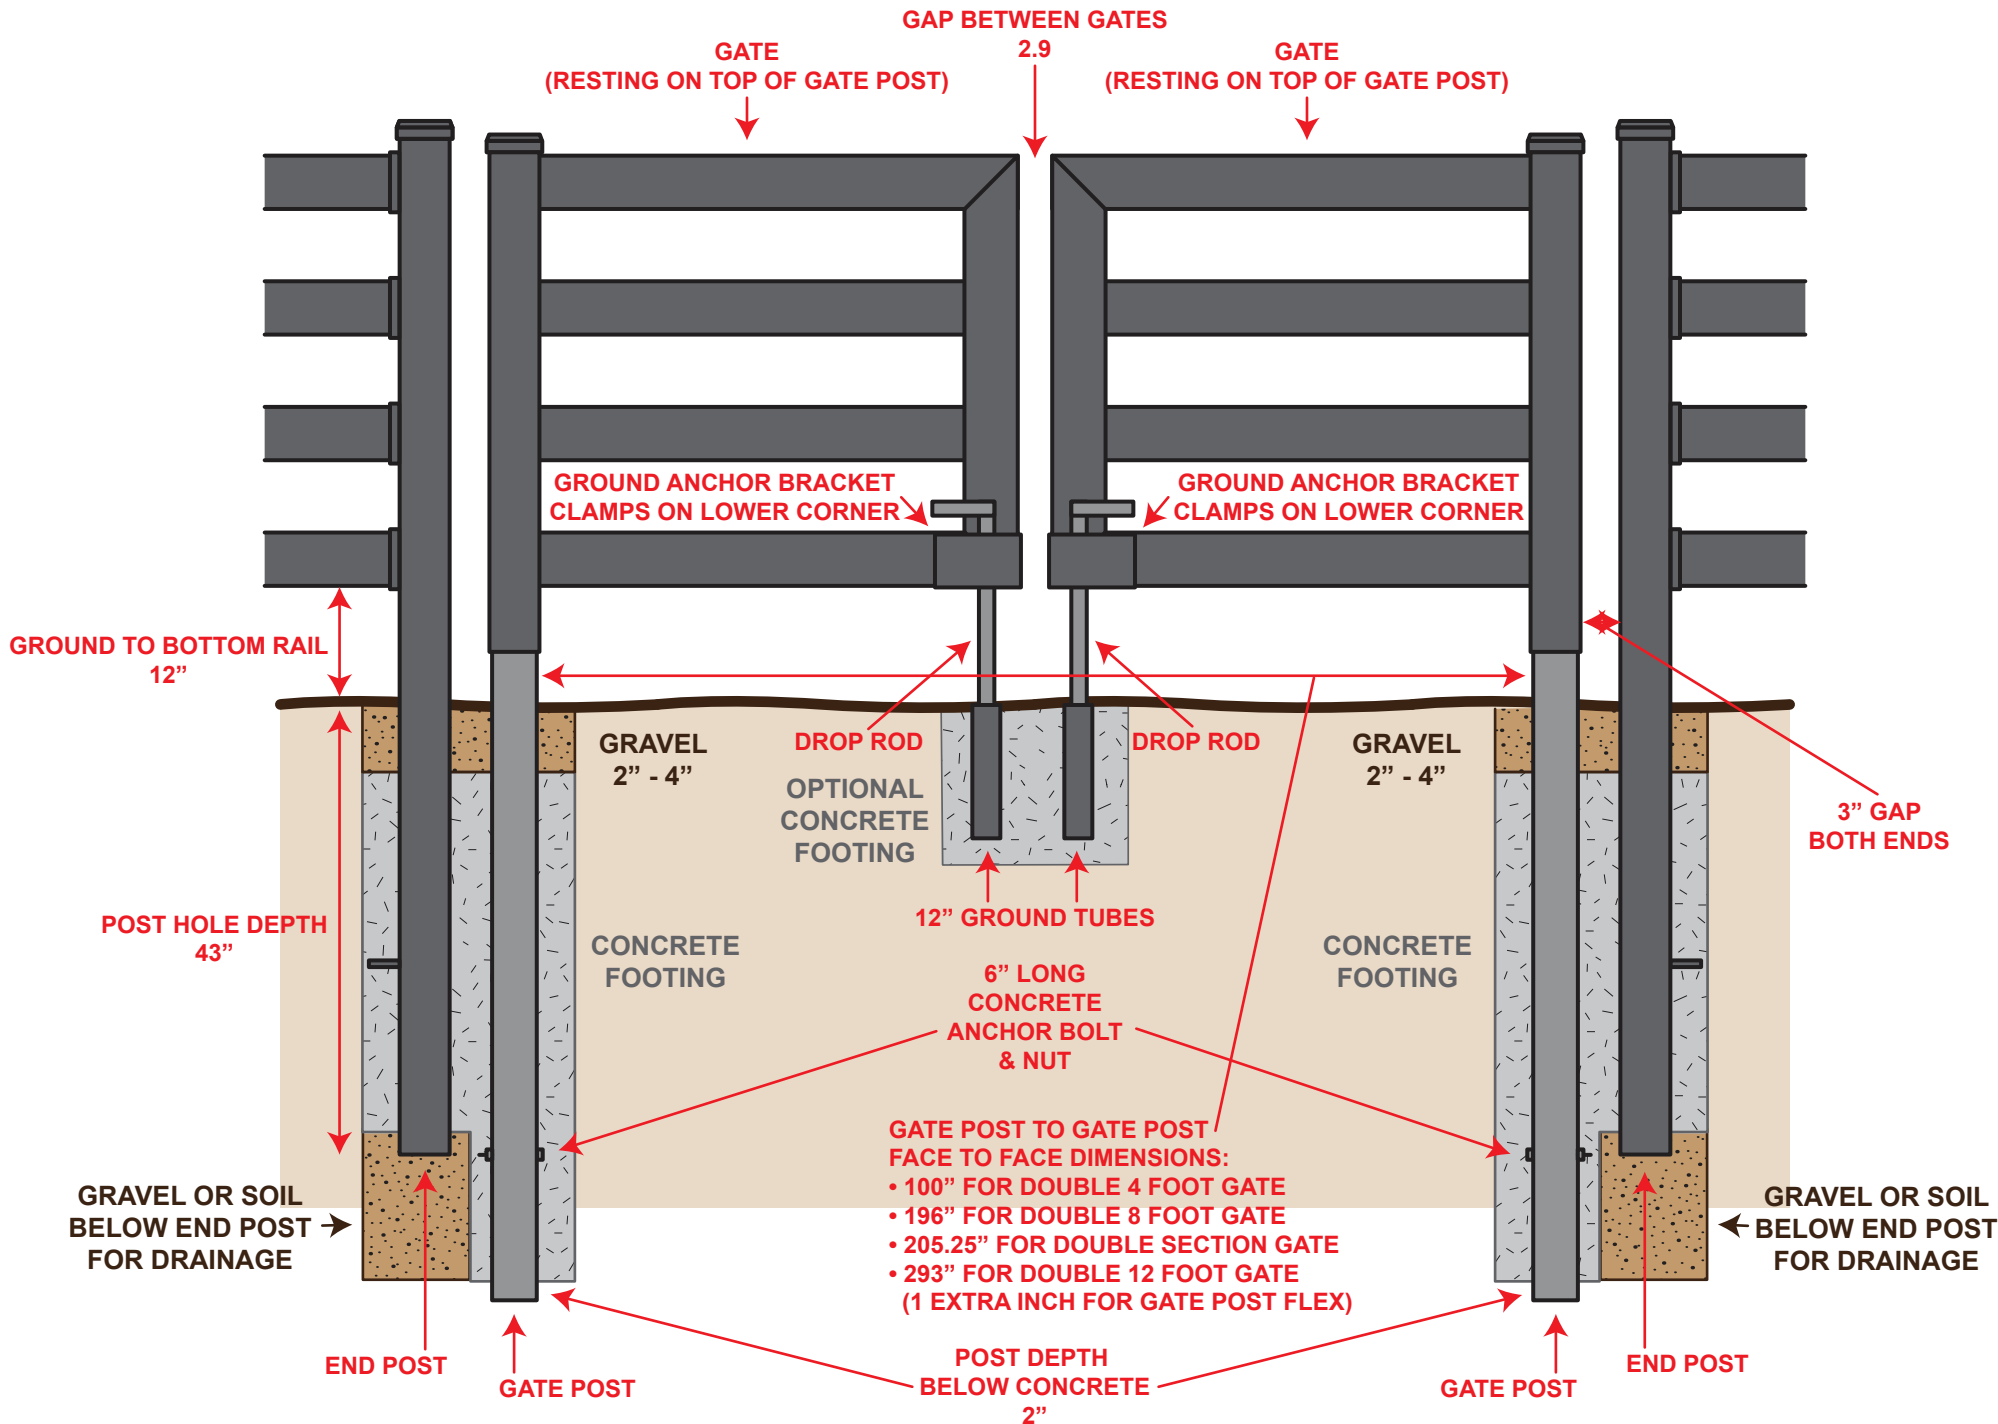 GAP BETWEEN GATES
2.9
GATE
(RESTING ON TOP OF GATE POST)
GATE
(RESTING ON TOP OF GATE POST)
GROUND ANCHOR BRACKET
CLAMPS ON LOWER CORNER
GROUND ANCHOR BRACKET
CLAMPS ON LOWER CORNER
GROUND TO BOTTOM RAIL
12”
GRAVEL
2” - 4”
DROP ROD
DROP ROD
GRAVEL
2” - 4”
OPTIONAL
CONCRETE
FOOTING
3” GAP
BOTH ENDS
POST HOLE DEPTH
43”
12” GROUND TUBES
CONCRETE
FOOTING
CONCRETE
FOOTING
6” LONG
CONCRETE
ANCHOR BOLT
& NUT
GATE POST TO GATE POST
FACE TO FACE DIMENSIONS:
• 100” FOR DOUBLE 4 FOOT GATE
• 196” FOR DOUBLE 8 FOOT GATE
• 205.25” FOR DOUBLE SECTION GATE
• 293” FOR DOUBLE 12 FOOT GATE
(1 EXTRA INCH FOR GATE POST FLEX)
GRAVEL OR SOIL
BELOW END POST
FOR DRAINAGE
GRAVEL OR SOIL
BELOW END POST
FOR DRAINAGE
END POST
GATE POST
POST DEPTH
BELOW CONCRETE
2”
GATE POST
END POST